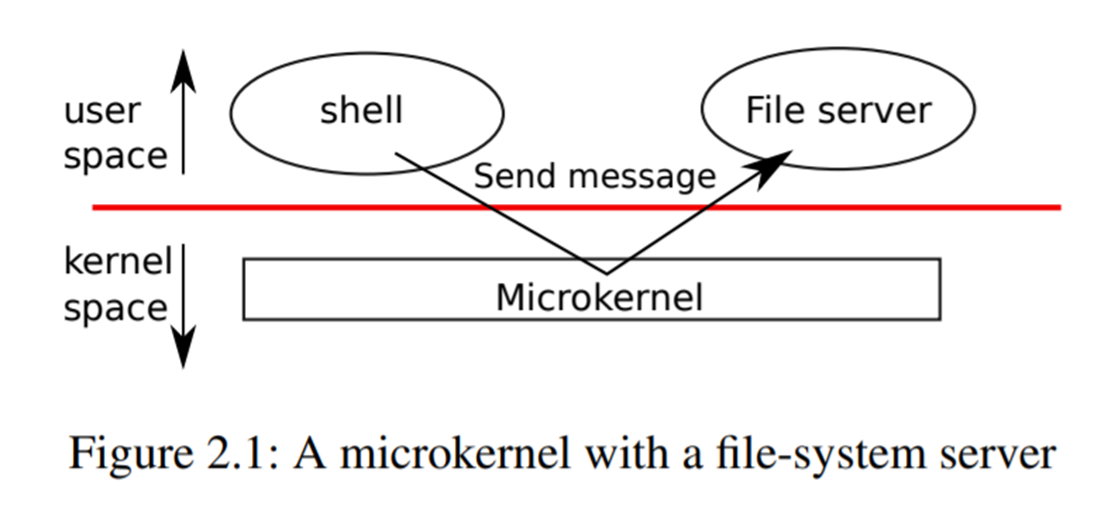 user
space
shell
File server
Send message
kernel
space
Microkernel
Figure 2.1: A microkernel with a file-system server